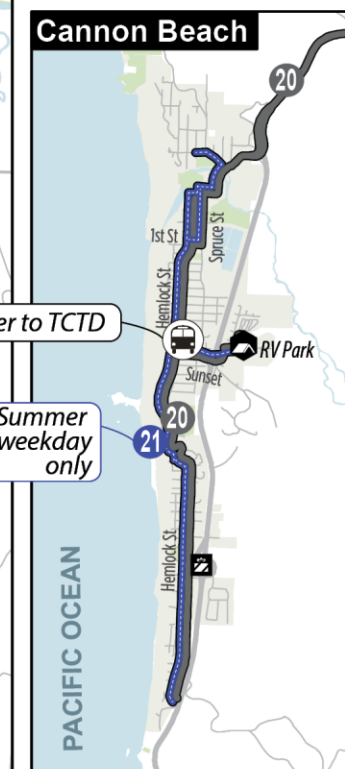 Cannon Beach
20
1st St
Spruce St
Hemlock St
er to TCTD
RV Park
Sunset
Summer
weekday
only
20
21
Hemlock St
PACIFIC OCEAN